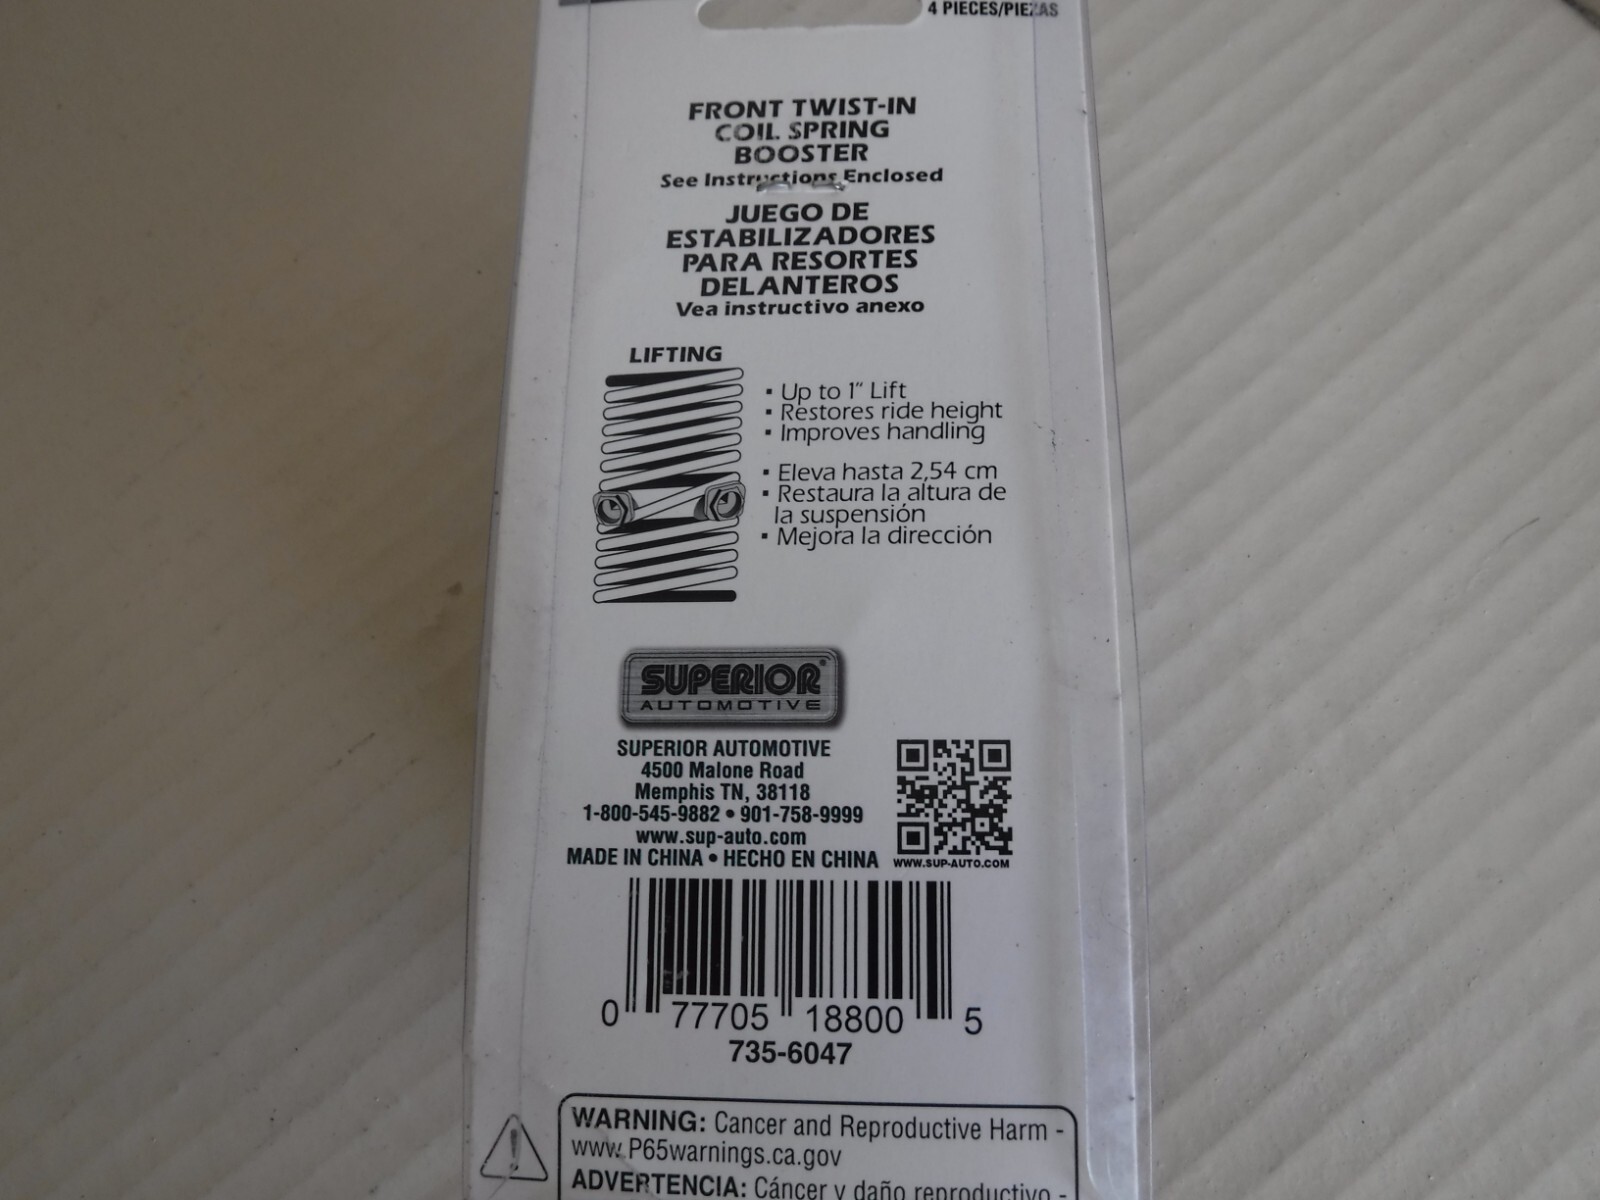 4 PIECES/PIEZAS
FRONT TWIST-IN
COIL SPRING
BOOSTER
See Instructions Enclosed
JUEGO DE
ESTABILIZADORES
PARA RESORTES
DELANTEROS
Vea instructivo anexo
LIFTING
▪ Up to 1" Lift
▪ Restores ride height
▪ Improves handling
▪ Eleva hasta 2,54 cm
▪ Restaura la altura de
la suspensión
▪ Mejora la dirección
SUPERIOR®
AUTOMOTIVE
SUPERIOR AUTOMOTIVE
4500 Malone Road
Memphis TN, 38118
1-800-545-9882 • 901-758-9999
www.sup-auto.com
MADE IN CHINA • HECHO EN CHINA
WWW.SUP-AUTO.COM
0 77705 18800 5
735-6047
WARNING: Cancer and Reproductive Harm -
www.P65warnings.ca.gov
ADVERTENCIA: Cáncer y daño reproductivo -